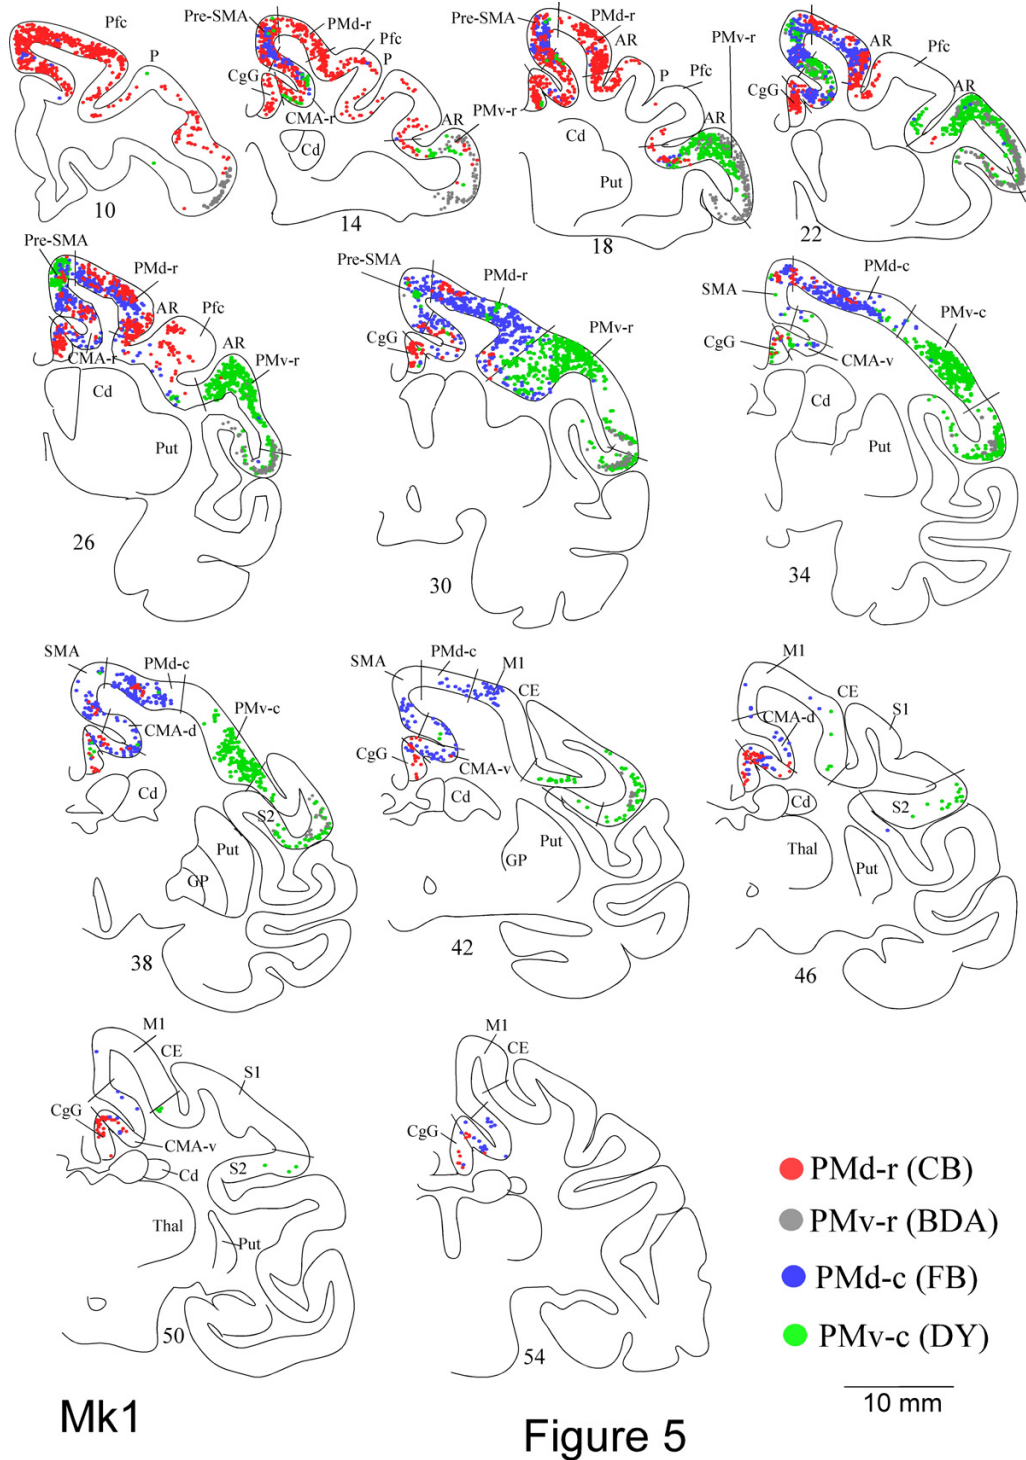 Pfc
P
10
Pre-SMA
PMd-r
Pfc
P
CgG
CMA-r
Cd
AR
PMv-r
14
Pre-SMA
PMd-r
AR
PMv-r
P
Pfc
CgG
AR
Cd
Put
18
AR
Pfc
CgG
AR
22
Pre-SMA
PMd-r
AR
Pfc
AR
CMA-r
PMv-r
Cd
Put
26
Pre-SMA
PMd-r
CgG
PMv-r
30
PMd-c
SMA
PMv-c
CgG
CMA-v
Cd
Put
34
SMA
PMd-c
CMA-d
PMv-c
Cd
S2
Put
GP
38
SMA
PMd-c
M1
CE
CgG
CMA-v
Cd
Put
GP
42
M1
CE
S1
CMA-d
CgG
Cd
S2
Thal
Put
46
M1
CE
S1
CgG
CMA-v
Cd
S2
Thal
Put
50
M1
CE
CgG
54
PMd-r (CB)
PMv-r (BDA)
PMd-c (FB)
PMv-c (DY)
10 mm
Mk1
Figure 5